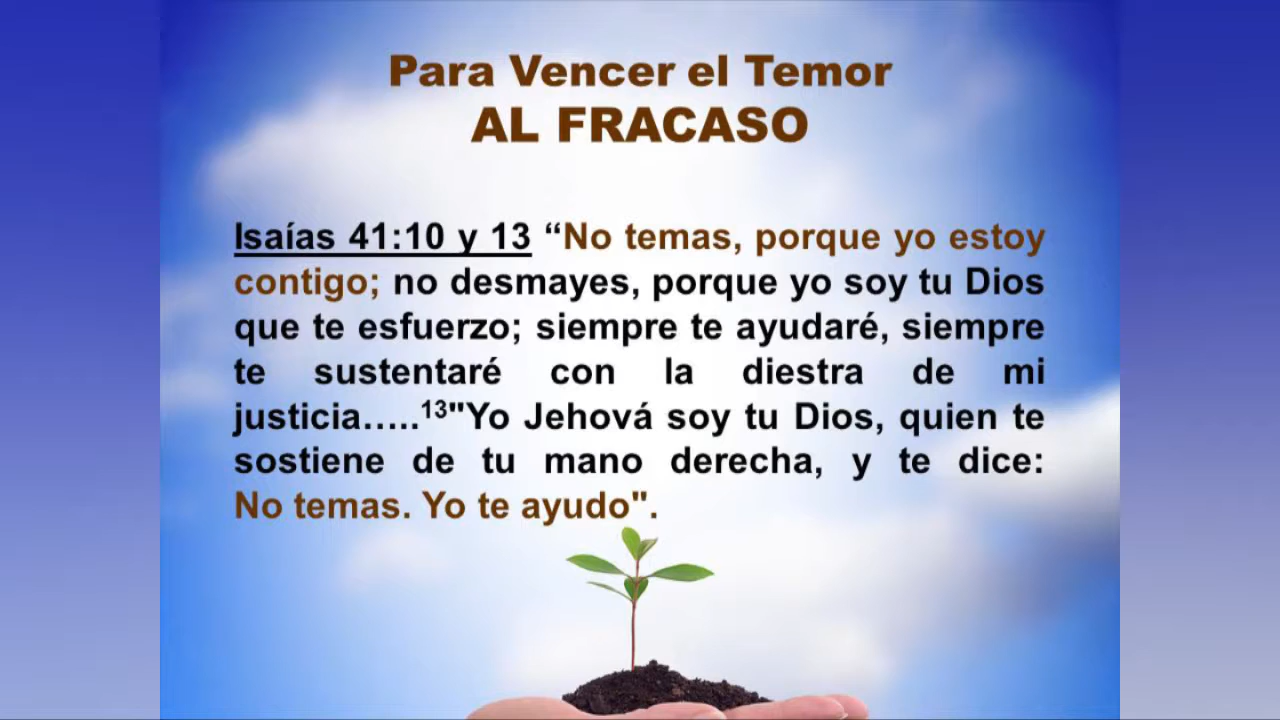 Para Vencer el Temor
AL FRACASO
Isaías 41:10 y 13 “No temas, porque yo estoy
contigo; no desmayes, porque yo soy tu Dios
que te esfuerzo; siempre te ayudaré, siempre
te sustentaré con la diestra de mi
justicia…..¹³"Yo Jehová soy tu Dios, quien te
sostiene de tu mano derecha, y te dice:
No temas. Yo te ayudo".